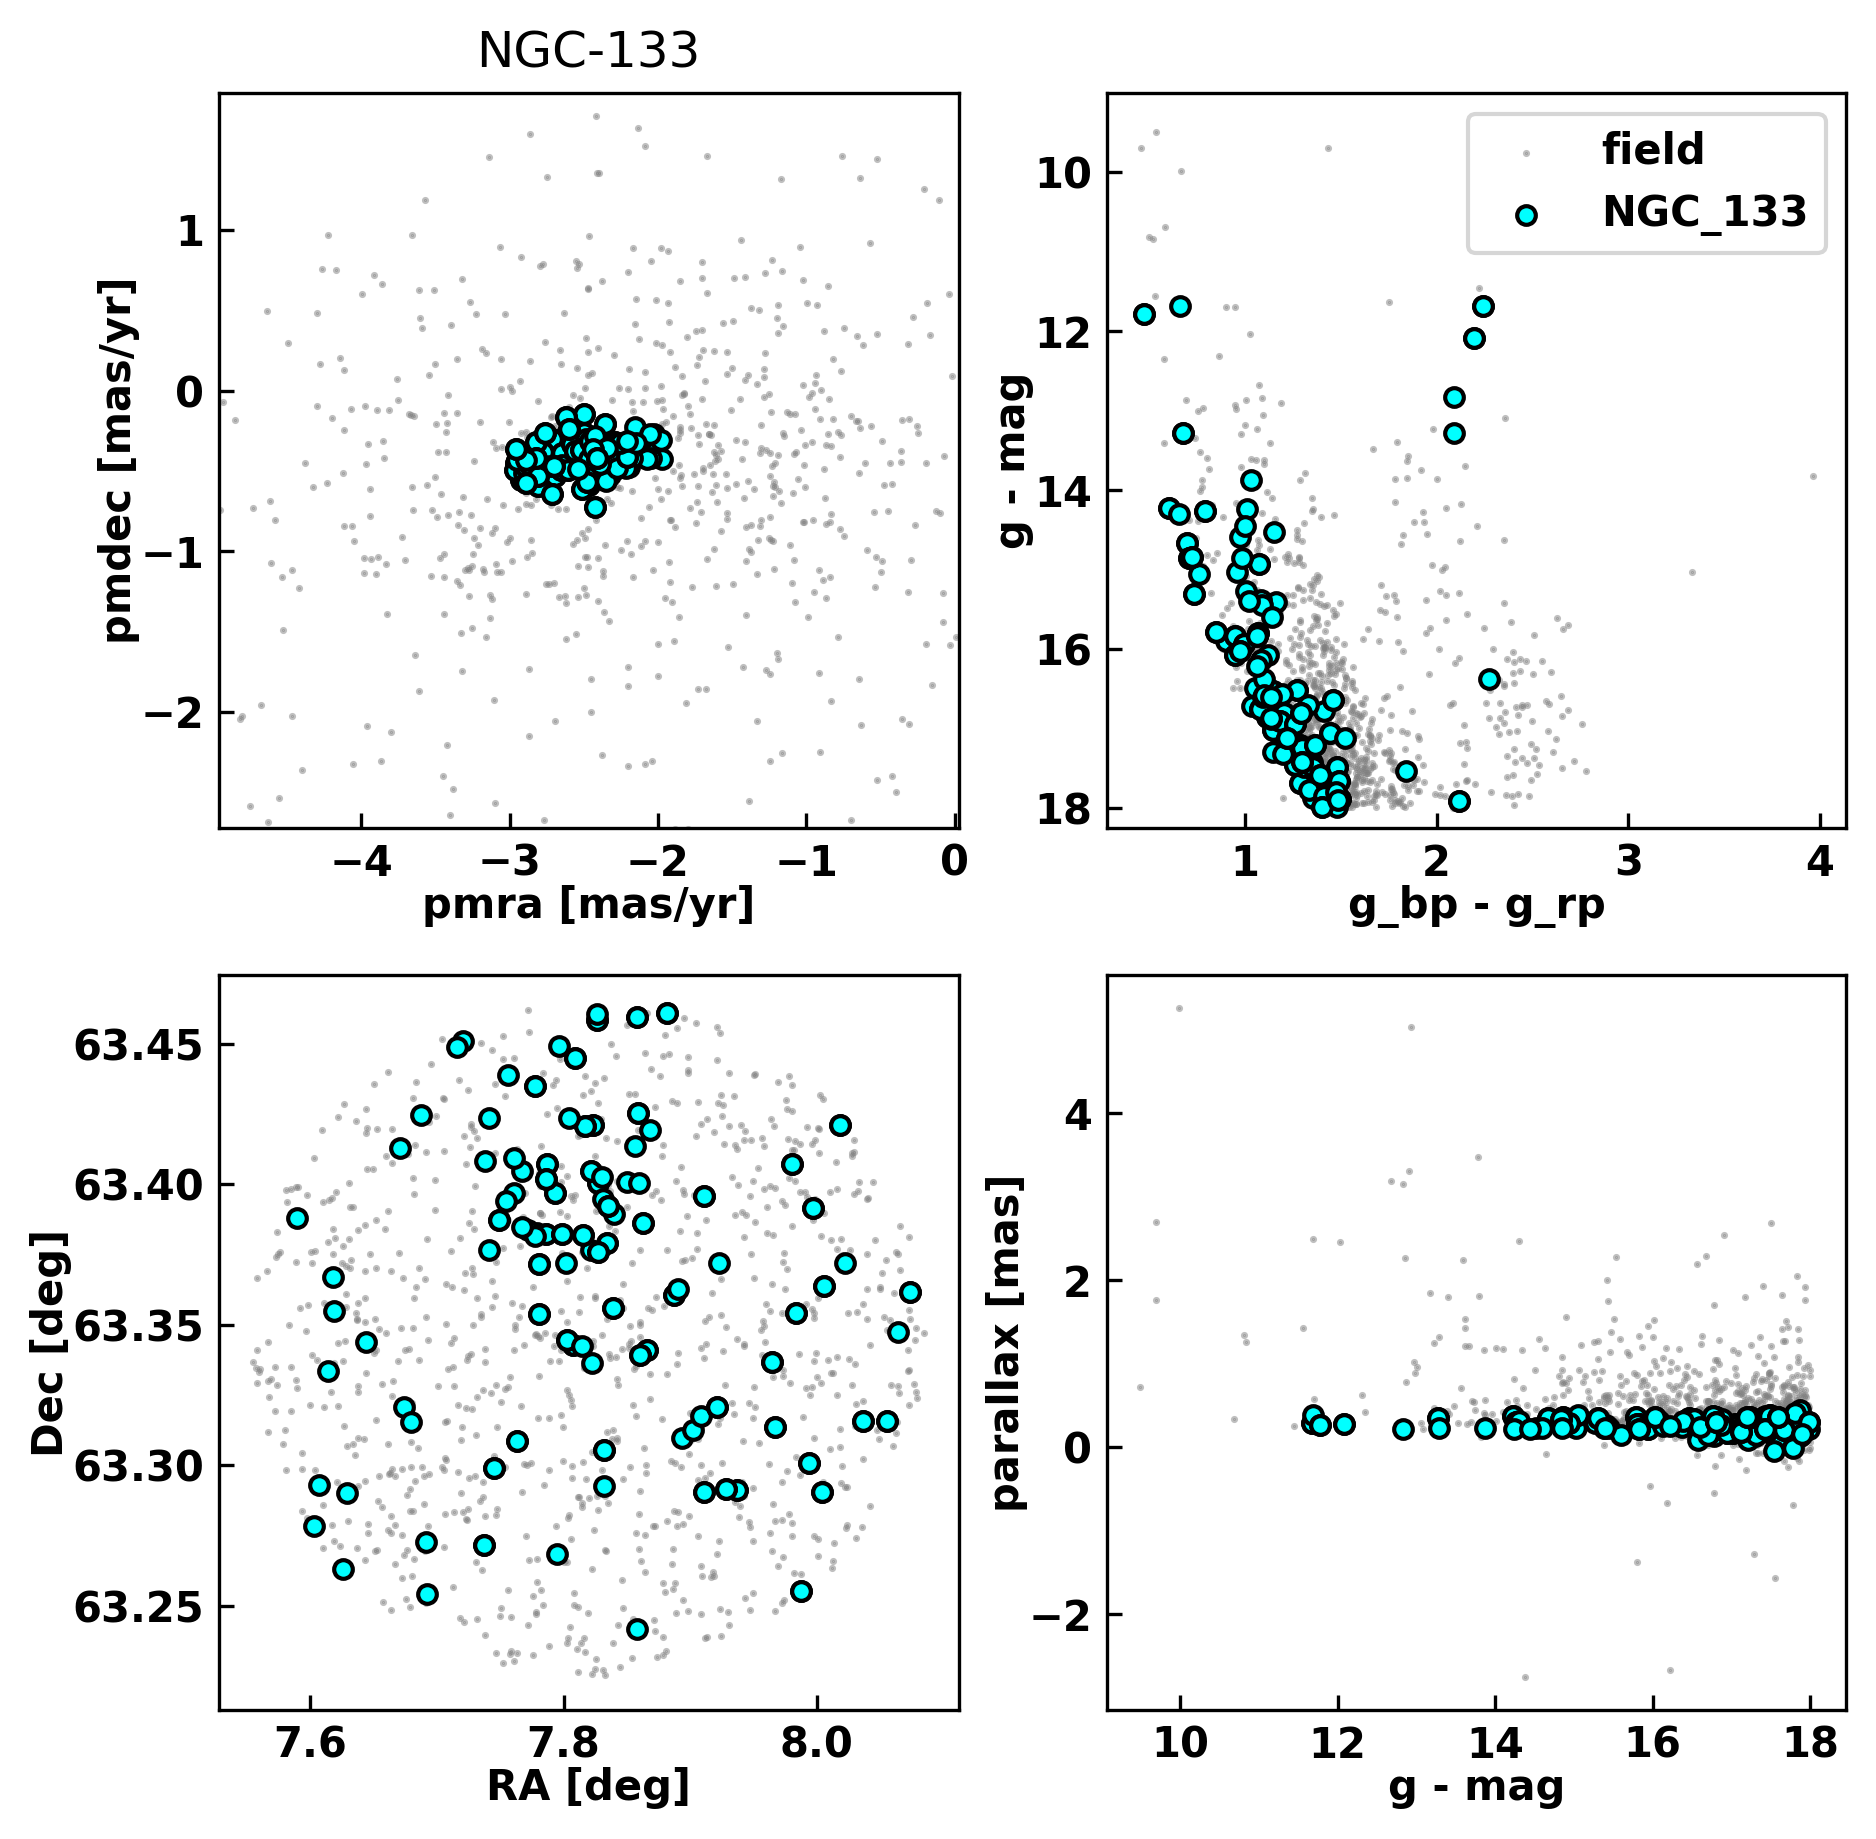 NGC-133
1
0
−1
−2
pmdec [mas/yr]
−4 −3 −2 −1 0
pmra [mas/yr]
field
NGC_133
10
12
14
16
18
g - mag
1 2 3 4
g_bp - g_rp
63.45
63.40
63.35
63.30
63.25
Dec [deg]
7.6 7.8 8.0
RA [deg]
4
2
0
−2
parallax [mas]
10 12 14 16 18
g - mag